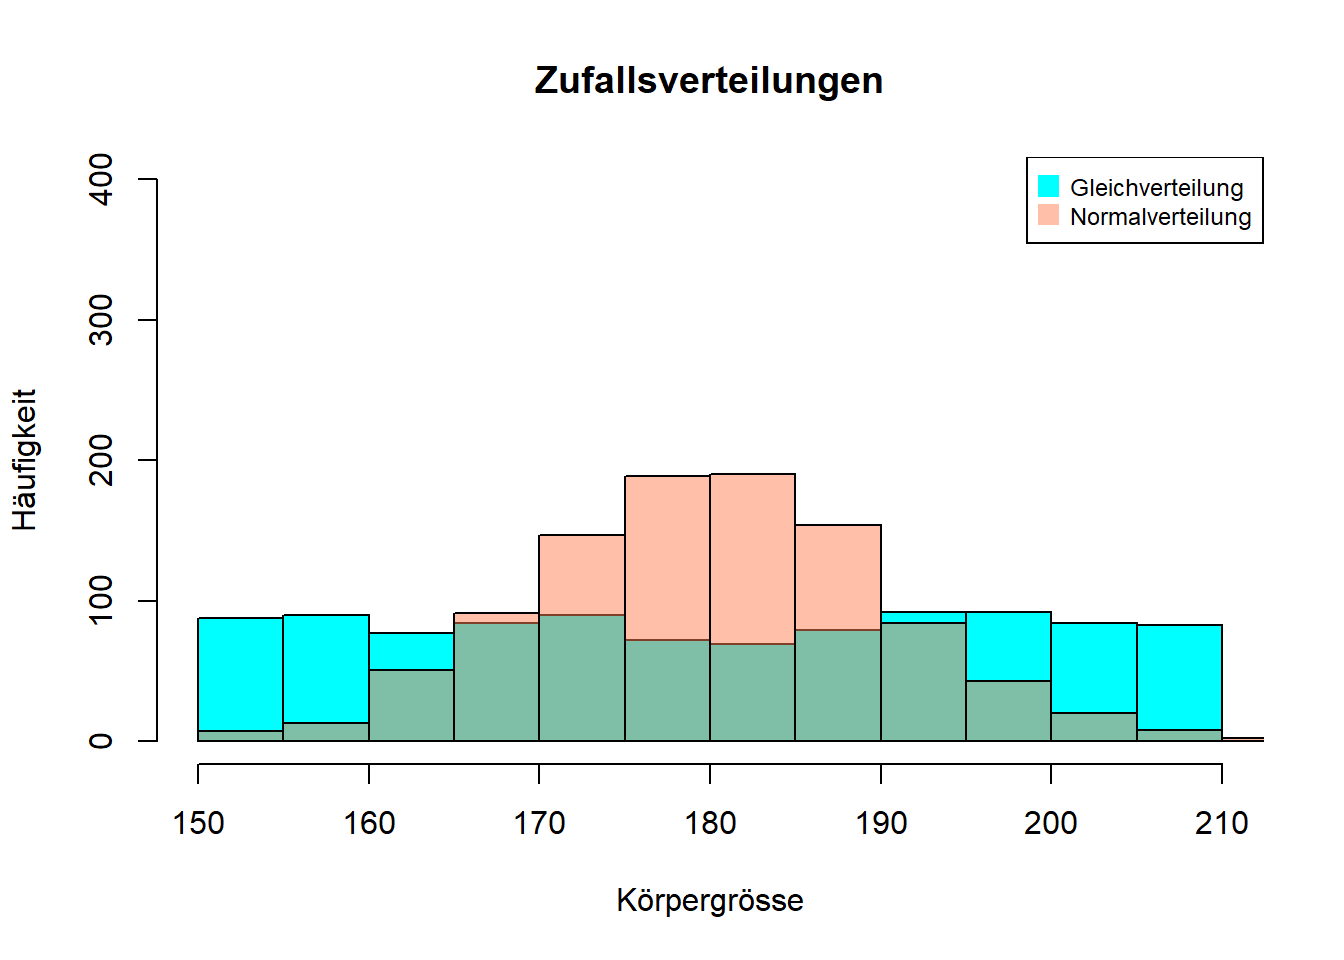 Zufallsverteilungen
Gleichverteilung
Normalverteilung
Häufigkeit
400
300
200
100
0
150 160 170 180 190 200 210
Körpergrösse